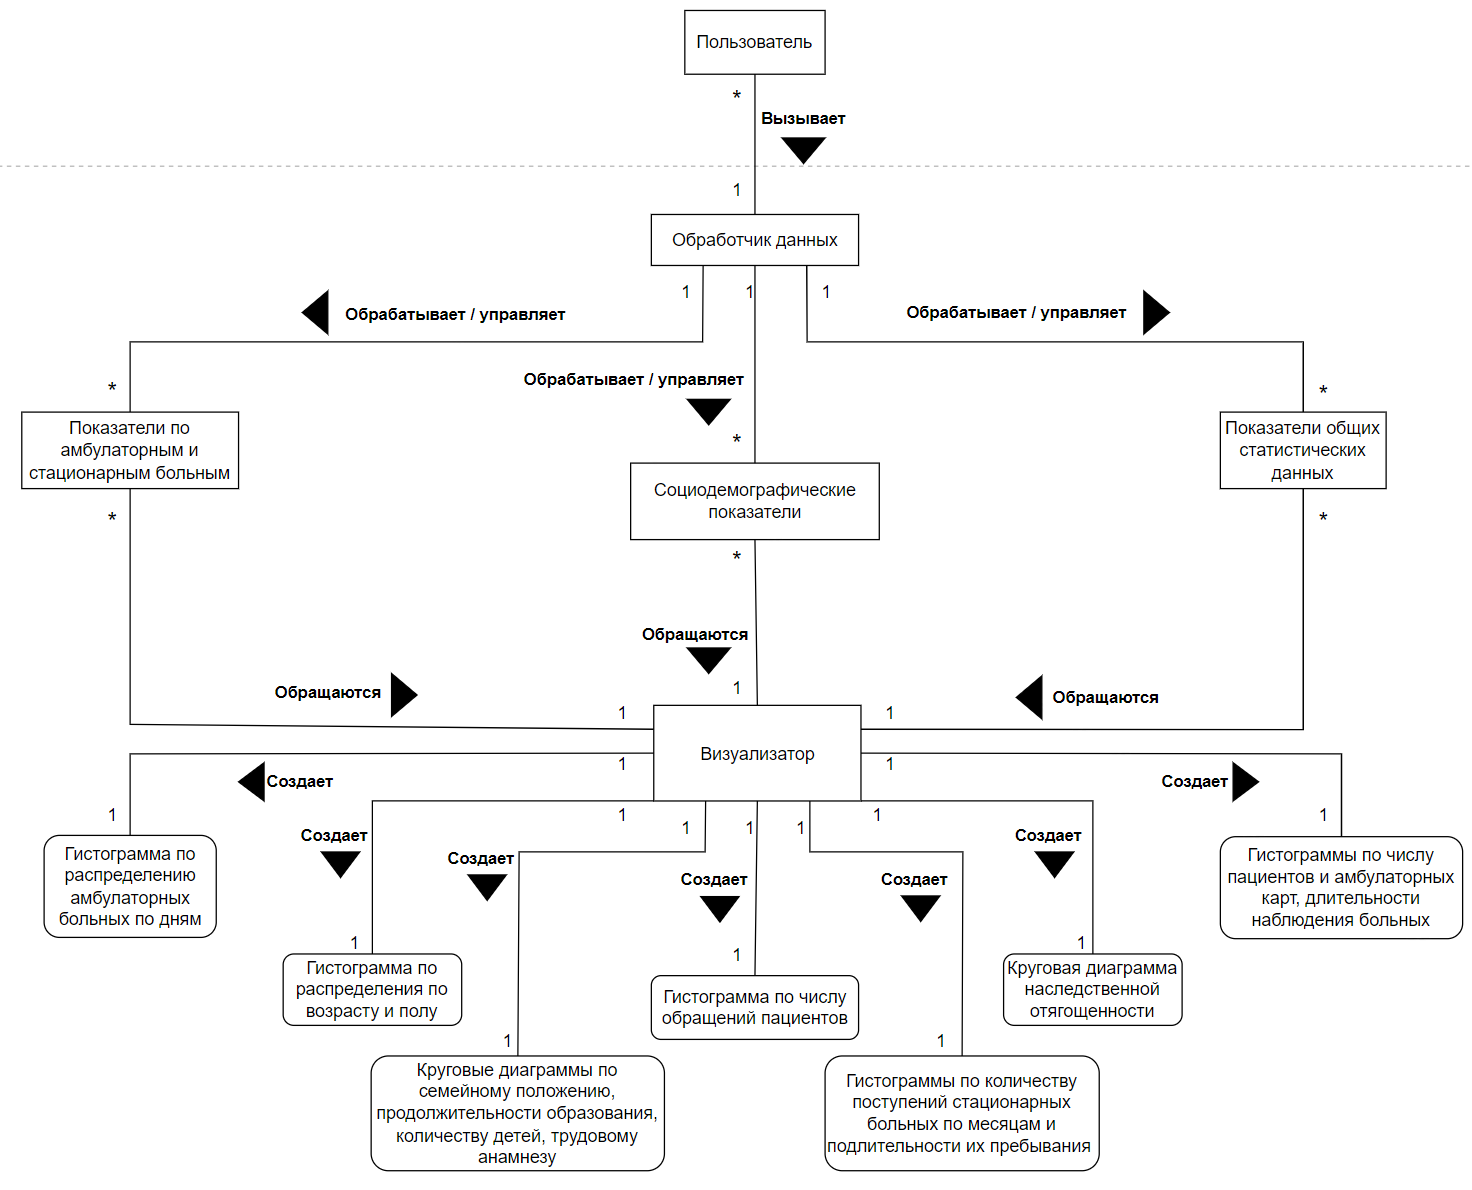 Пользователь
*
Вызывает
1
Обработчик данных
1
1
1
Обрабатывает / управляет
Обрабатывает / управляет
Обрабатывает / управляет
*
*
*
Показатели по
амбулаторным и
стационарным больным
Социодемографические
показатели
Показатели общих
статистических
данных
*
*
*
Обращаются
Обращаются
Обращаются
1
1
1
Визуализатор
1
1
Создает
Создает
1
1
1
1
1
1
1
Создает
Создает
Создает
Создает
Создает
Гистограмма по
распределению
амбулаторных
больных по дням
Гистограммы по числу
пациентов и амбулаторных
карт, длительности
наблюдения больных
1
1
1
Гистограмма по
распределения по
возрасту и полу
Гистограмма по числу
обращений пациентов
Круговая диаграмма
наследственной
отягощенности
1
1
Круговые диаграммы по
семейному положению,
продолжительности образования,
количеству детей, трудовому
анамнезу
Гистограммы по количеству
поступений стационарных
больных по месяцам и
подлительности их пребывания